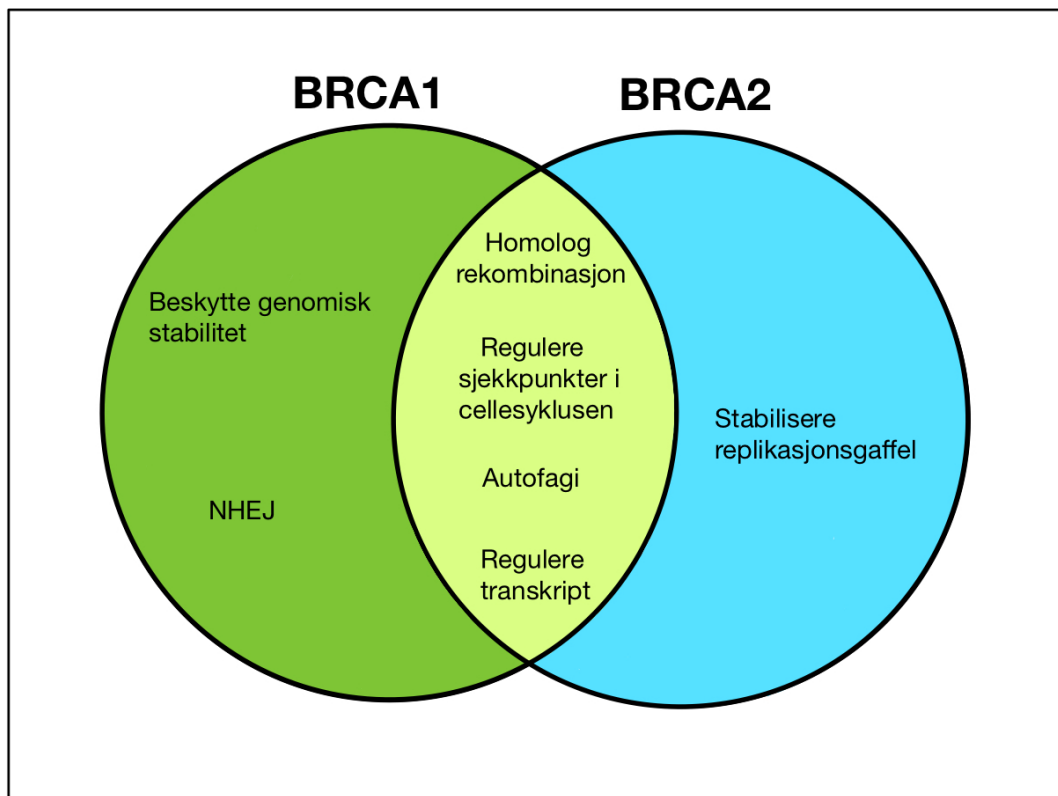 BRCA1
BRCA2
Beskytte genomisk
stabilitet
NHEJ
Homolog
rekombinasjon
Regulere
sjekkpunkter i
cellesyklusen
Autofagi
Regulere
transkript
Stabilisere
replikasjonsgaffel